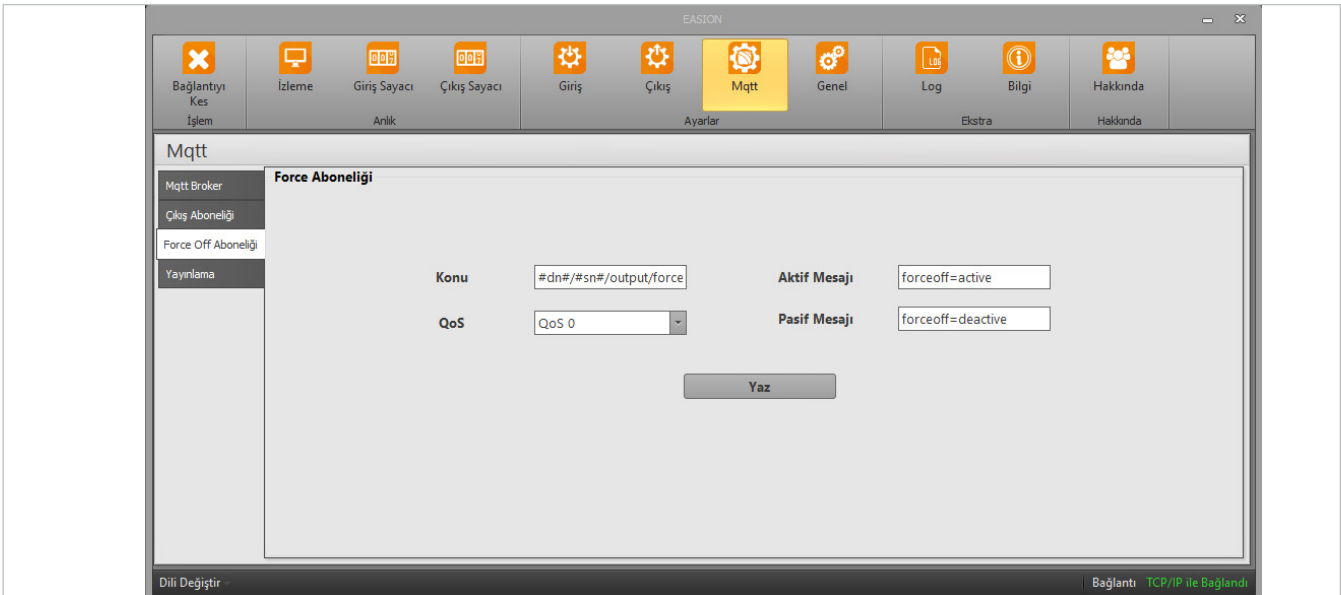 EASION
Bağlantıyı Kes
İzleme
Giriş Sayacı
Çıkış Sayacı
Giriş
Çıkış
Mqtt
Genel
Log
Bilgi
Hakkında
İşlem
Anlık
Ayarlar
Ekstra
Hakkında
Mqtt
Mqtt Broker
Çıkış Aboneliği
Force Off Aboneliği
Yayınlama
Force Aboneliği
Konu #dn#/#sn#/output/force Aktif Mesajı forceoff=active
QoS QoS 0 Pasif Mesajı forceoff=deactive
Yaz
Dili Değiştir
Bağlantı TCP/IP ile Bağlandı